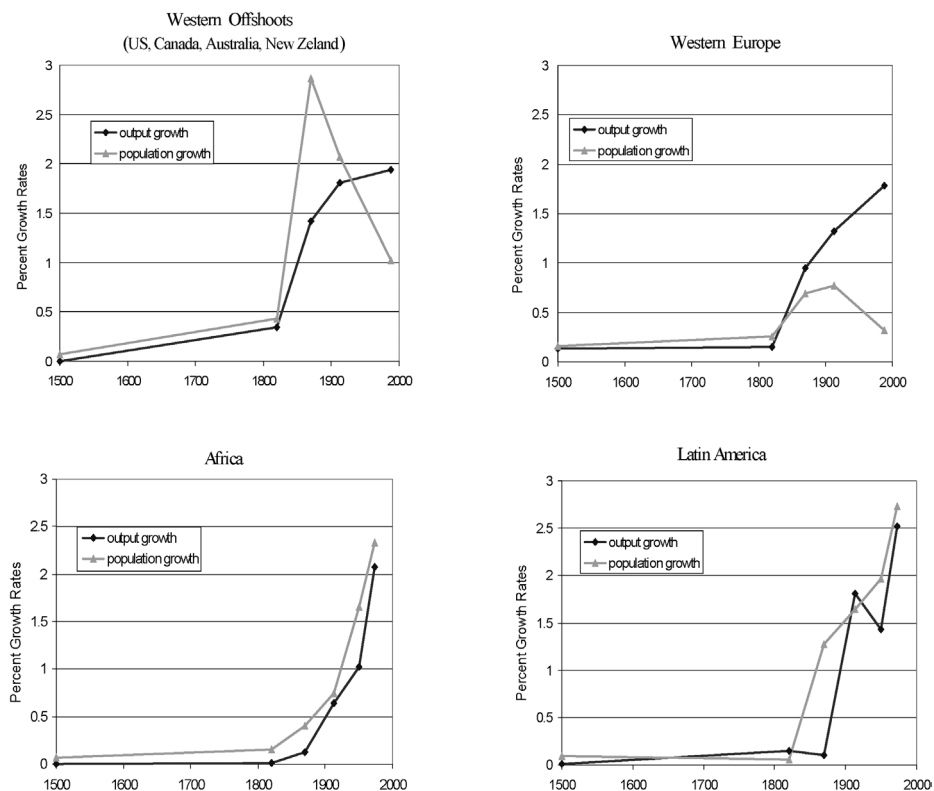 Western Offshoots
(US, Canada, Australia, New Zeland)
Percent Growth Rates
3
2.5
2
1.5
1
0.5
0
output growth
population growth
1500 1600 1700 1800 1900 2000
Western Europe
Percent Growth Rates
3
2.5
2
1.5
1
0.5
0
output growth
population growth
1500 1600 1700 1800 1900 2000
Africa
Percent Growth Rates
3
2.5
2
1.5
1
0.5
0
output growth
population growth
1500 1600 1700 1800 1900 2000
Latin America
Percent Growth Rates
3
2.5
2
1.5
1
0.5
0
output growth
population growth
1500 1600 1700 1800 1900 2000